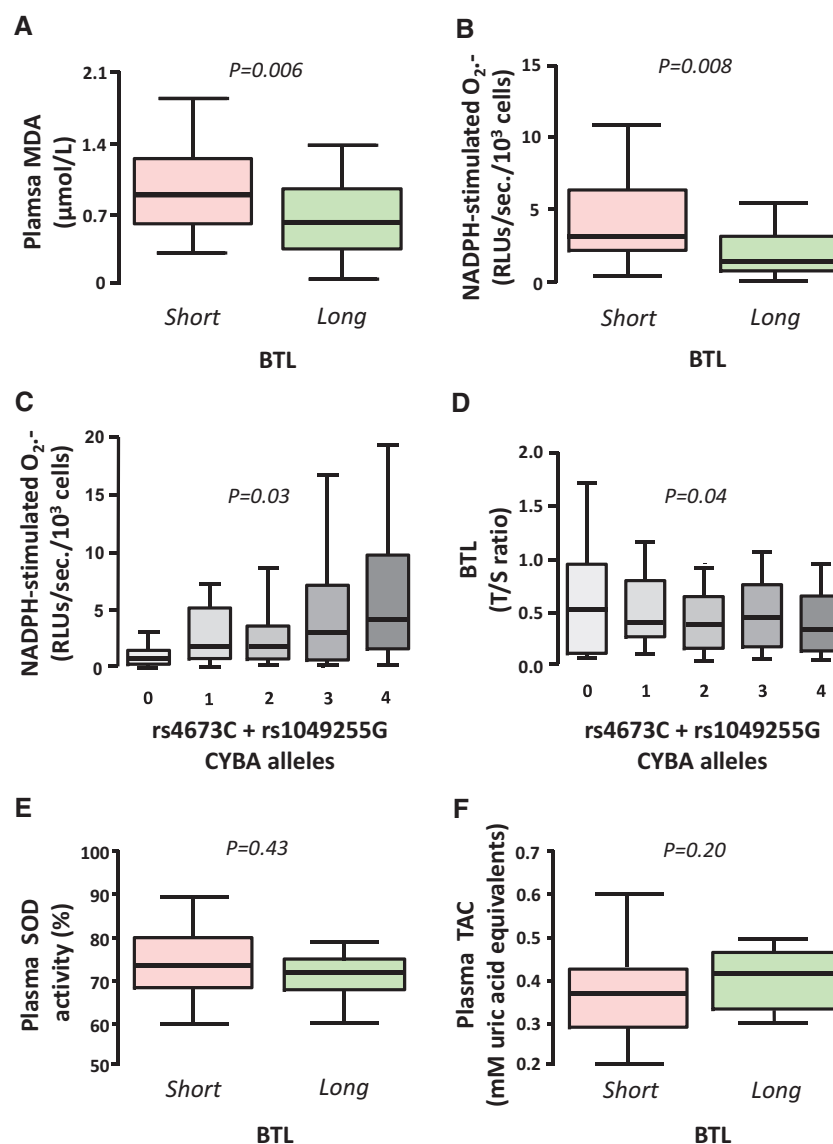 A
P=0.006
Plamsa MDA
(μmol/L)
2.1
1.4
0.7
0
Short
Long
BTL
B
P=0.008
NADPH-stimulated O₂.-
(RLUs/sec./10³ cells)
15
10
5
0
Short
Long
BTL
C
P=0.03
NADPH-stimulated O₂.-
(RLUs/sec./10³ cells)
20
15
10
5
0
0 1 2 3 4
rs4673C + rs1049255G
CYBA alleles
D
P=0.04
BTL
(T/S ratio)
2.0
1.5
1.0
0.5
0.0
0 1 2 3 4
rs4673C + rs1049255G
CYBA alleles
E
P=0.43
Plasma SOD
activity (%)
100
90
80
70
60
50
Short
Long
BTL
F
P=0.20
Plasma TAC
(mM uric acid equivalents)
0.7
0.6
0.5
0.4
0.3
0.2
Short
Long
BTL